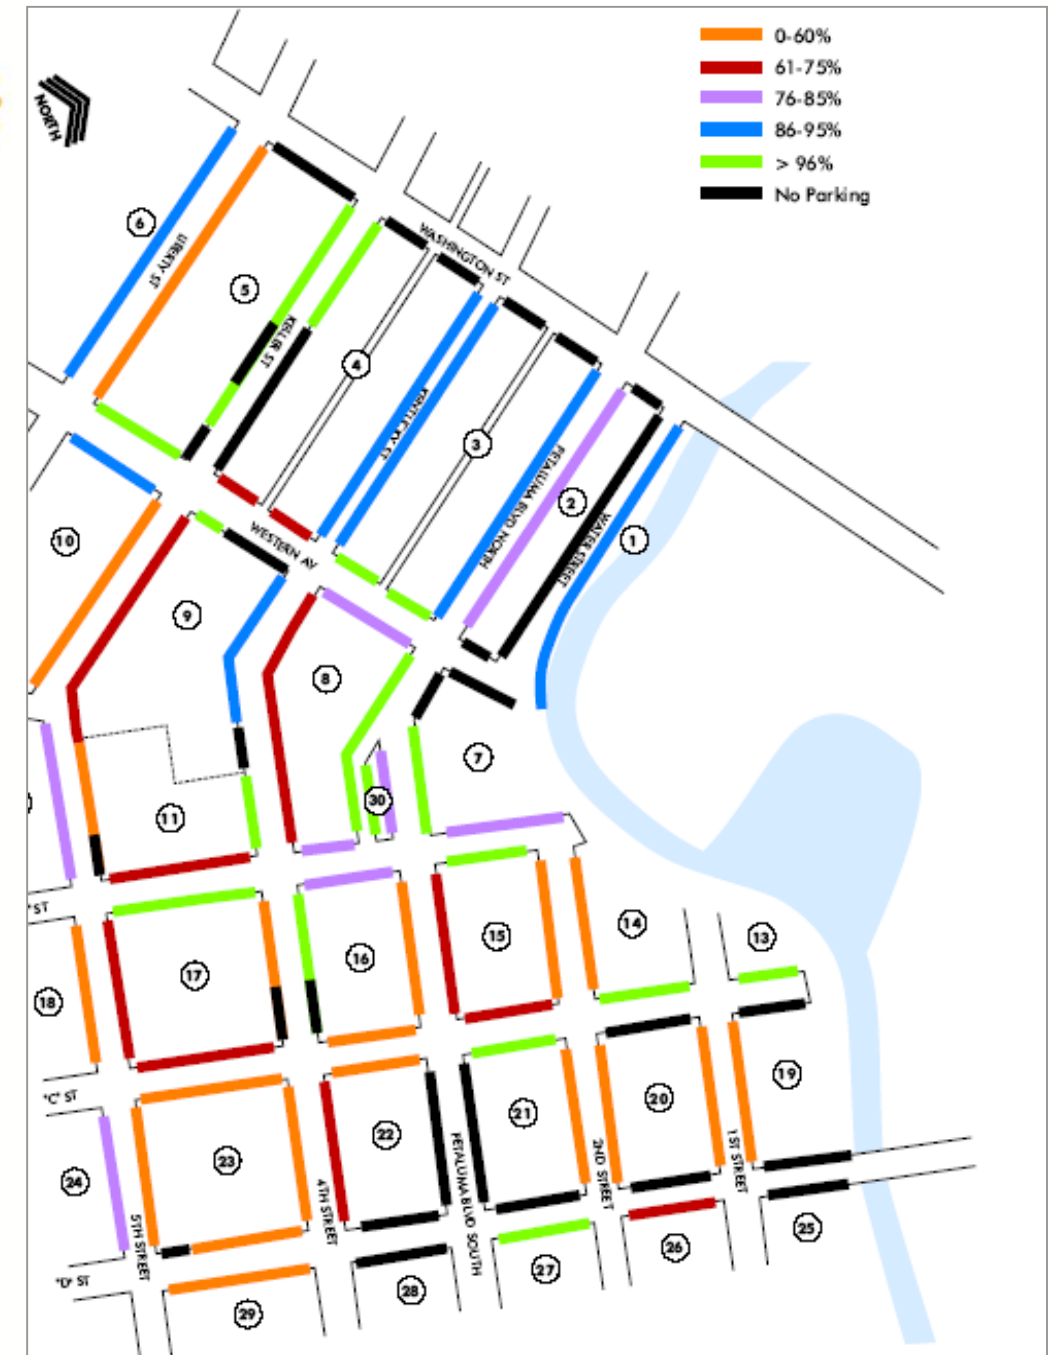 0-60%
61-75%
76-85%
86-95%
> 96%
No Parking
NORTH
WASHINGTON ST
6
LIBERTY ST
5
KELLER ST
4
KENTUCKY ST
3
PETALUMA BLVD NORTH
2
WATER STREET
1
10
WESTERN AV
9
8
7
30
11
" ST
13
14
15
16
17
18
"C" ST
19
20
21
22
23
24
1ST STREET
2ND STREET
PETALUMA BLVD SOUTH
4TH STREET
5TH STREET
25
26
27
28
29
"D" ST